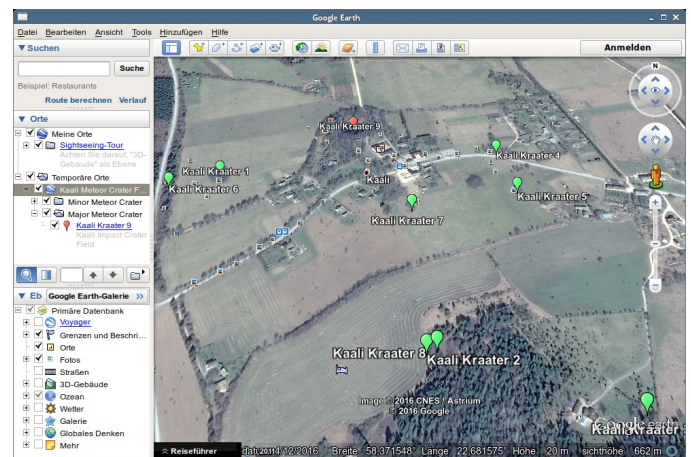 Google Earth
Datei Bearbeiten Ansicht Tools Hinzufügen Hilfe
Suchen
Anmelden
Suche
Beispiel: Restaurants
Route berechnen Verlauf
Orte
Meine Orte
Sightseeing-Tour
Achten Sie darauf, "3D-
Gebäude" als Ebene
Temporäre Orte
Kaali Meteor Crater F...
Minor Meteor Crater
Major Meteor Crater
Kaali Kraater 9
Kaali Impact Crater
Field
Eb Google Earth-Galerie
Primäre Datenbank
Voyager
Grenzen und Beschri...
Orte
Fotos
Straßen
3D-Gebäude
Ozean
Wetter
Galerie
Globales Denken
Mehr
N
Kaali Kraater 9
Kaali Kraater 4
Kaali Kraater 1
Kaali
Kaali Kraater 6
Kaali Kraater 5
Kaali Kraater 7
Kaali Kraater 8
Kaali Kraater 2
Image © 2016 CNES / Astrium
© 2016 Google
Google earth
Kaali Kraater
Reiseführer
4/12/2016 Breite 58.371548° Länge 22.681575° Höhe 20 m sichthöhe 662 m